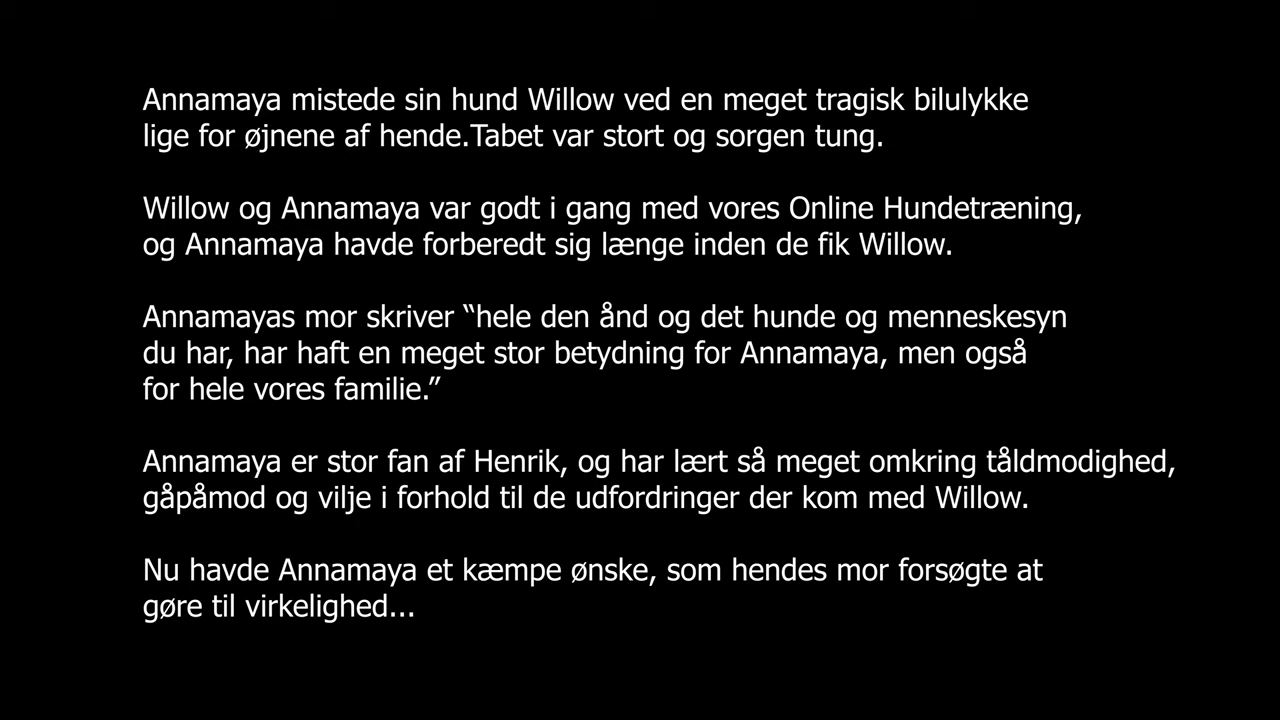 Annamaya mistede sin hund Willow ved en meget tragisk bilulykke
lige for øjnene af hende.Tabet var stort og sorgen tung.
Willow og Annamaya var godt i gang med vores Online Hundetræning,
og Annamaya havde forberedt sig længe inden de fik Willow.
Annamayas mor skriver “hele den ånd og det hunde og menneskesyn
du har, har haft en meget stor betydning for Annamaya, men også
for hele vores familie.”
Annamaya er stor fan af Henrik, og har lært så meget omkring tåldmodighed,
gåpåmod og vilje i forhold til de udfordringer der kom med Willow.
Nu havde Annamaya et kæmpe ønske, som hendes mor forsøgte at
gøre til virkelighed...